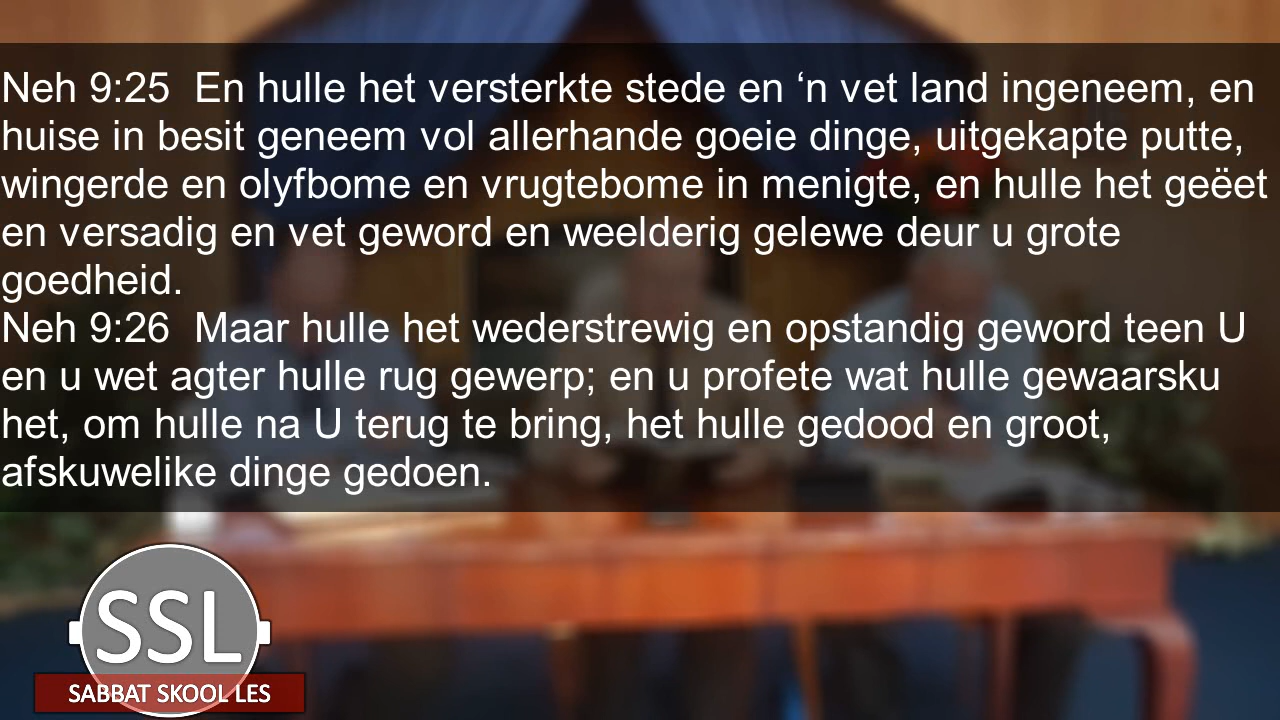 Neh 9:25  En hulle het versterkte stede en ‘n vet land ingeneem, en
huise in besit geneem vol allerhande goeie dinge, uitgekapte putte,
wingerde en olyfbome en vrugtebome in menigte, en hulle het geëet
en versadig en vet geword en weelderig gelewe deur u grote
goedheid.
Neh 9:26  Maar hulle het wederstrewig en opstandig geword teen U
en u wet agter hulle rug gewerp; en u profete wat hulle gewaarsku
het, om hulle na U terug te bring, het hulle gedood en groot,
afskuwelike dinge gedoen.
SSL
SABBAT SKOOL LES